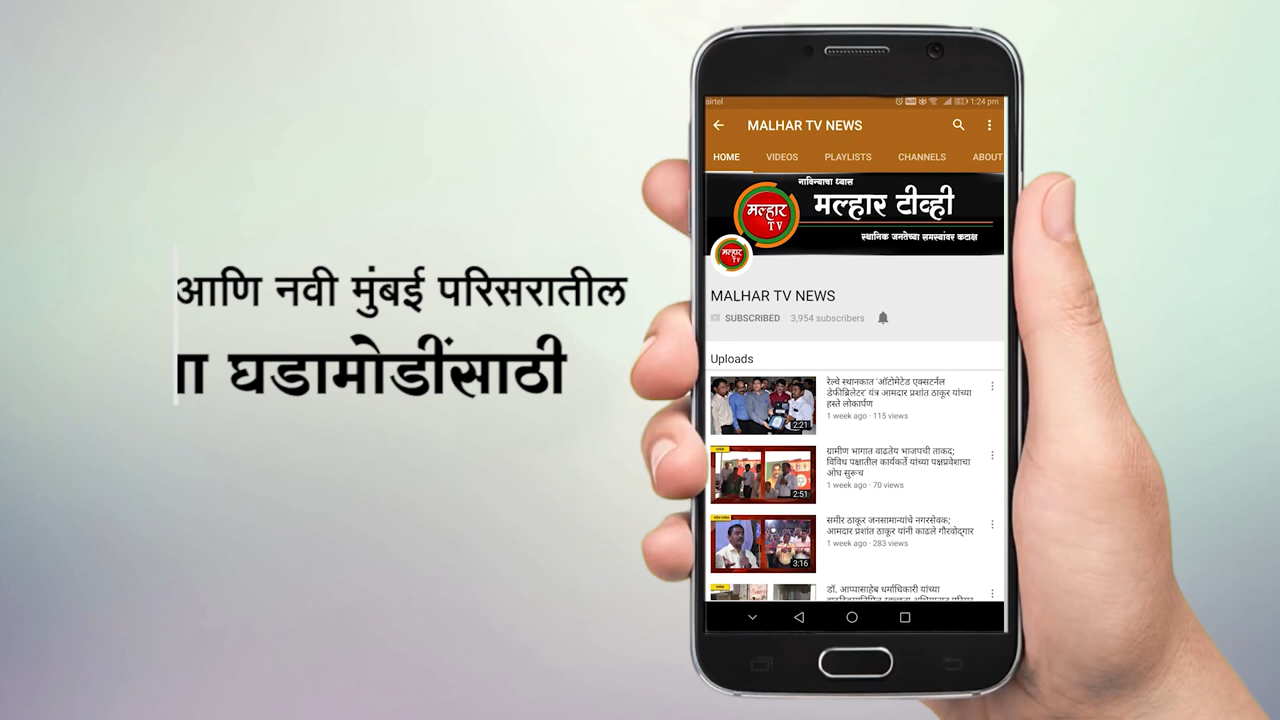 आणि नवी मुंबई परिसरातील
घडामोडींसाठी
airtel
1:24 pm
MALHAR TV NEWS
HOME VIDEOS PLAYLISTS CHANNELS ABOUT
नाविन्याचा ध्यास
मल्हार टीव्ही
स्थानिक जनतेच्या समस्यांवर कटाक्ष
मल्हार
TV
मल्हार
TV
MALHAR TV NEWS
SUBSCRIBED 3,954 subscribers
Uploads
रेल्वे स्थानकात 'ऑटोमेटेड एक्सटर्नल
डेफीब्रिलेटर' यंत्र आमदार प्रशांत ठाकूर यांच्या
हस्ते लोकार्पण
1 week ago · 115 views
2:21
ग्रामीण भागात वाढतेय भाजपची ताकद;
विविध पक्षातील कार्यकर्ते यांच्या पक्षप्रवेशाचा
ओघ सुरूच
1 week ago · 70 views
2:51
समीर ठाकूर जनसामान्यांचे नगरसेवक;
आमदार प्रशांत ठाकूर यांनी काढले गौरवोद्गार
1 week ago · 283 views
3:16
डॉ. आप्पासाहेब धर्माधिकारी यांच्या